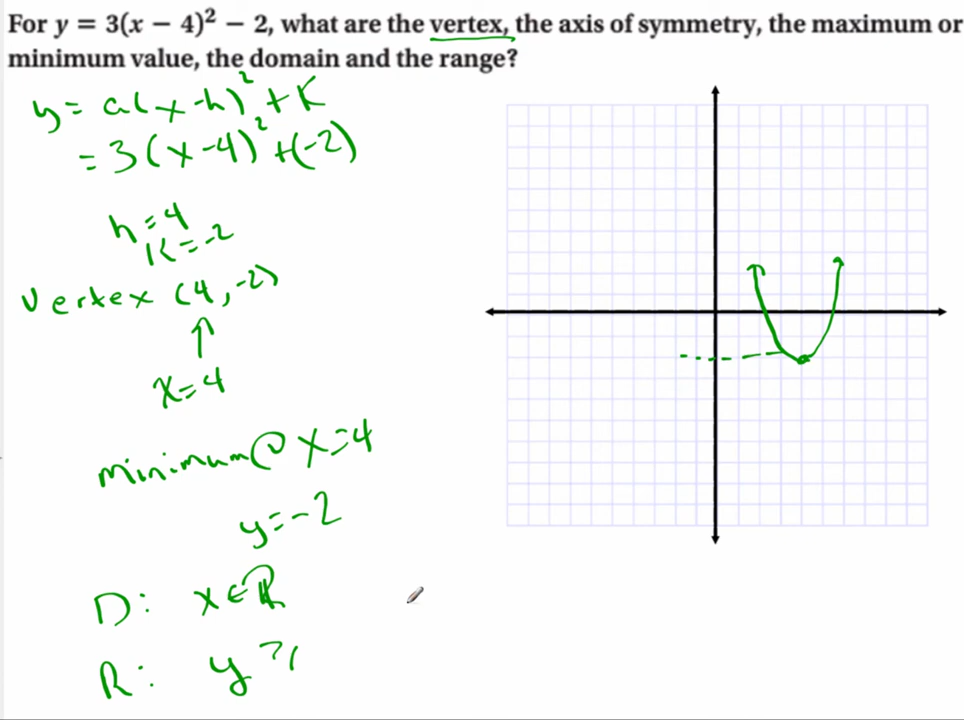 For y = 3(x − 4)² − 2, what are the vertex, the axis of symmetry, the maximum or
minimum value, the domain and the range?
y = a(x-h)² + K
= 3(x-4)² +(-2)
h = 4
K = -2
Vertex (4, -2)
x = 4
minimum @ x = 4
y = -2
D: x ∈ ℝ
R: y